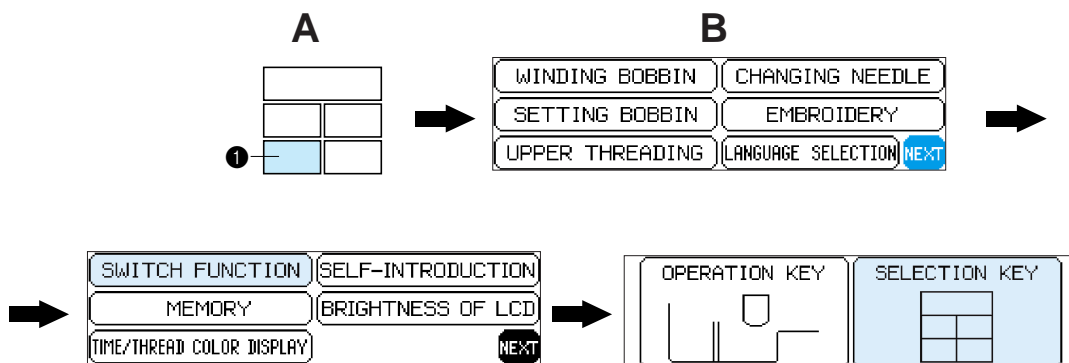 A
B
WINDING BOBBIN
CHANGING NEEDLE
SETTING BOBBIN
EMBROIDERY
UPPER THREADING
LANGUAGE SELECTION
NEXT
1
SWITCH FUNCTION
SELF-INTRODUCTION
MEMORY
BRIGHTNESS OF LCD
TIME/THREAD COLOR DISPLAY
NEXT
OPERATION KEY
SELECTION KEY